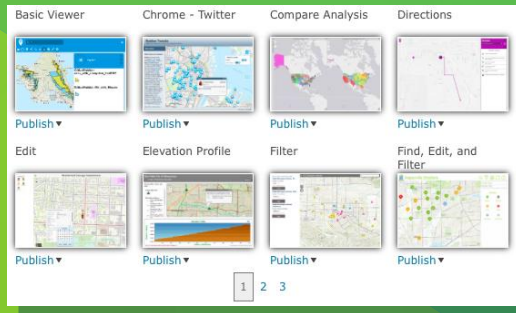 Basic Viewer
Chrome - Twitter
Compare Analysis
Directions
Publish▼
Publish▼
Publish▼
Publish▼
Edit
Elevation Profile
Filter
Find, Edit, and
Filter
Publish▼
Publish▼
Publish▼
Publish▼
1 2 3